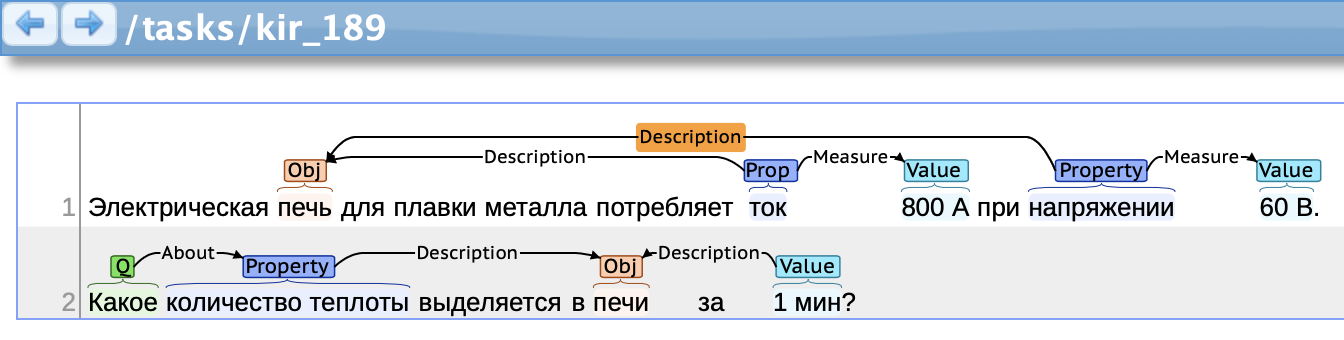 /tasks/kir_189
Description
Description Measure Measure
Obj Prop Value Property Value
1 Электрическая печь для плавки металла потребляет ток 800 А при напряжении 60 В.
About Description Description
Q Property Obj Value
2 Какое количество теплоты выделяется в печи за 1 мин?